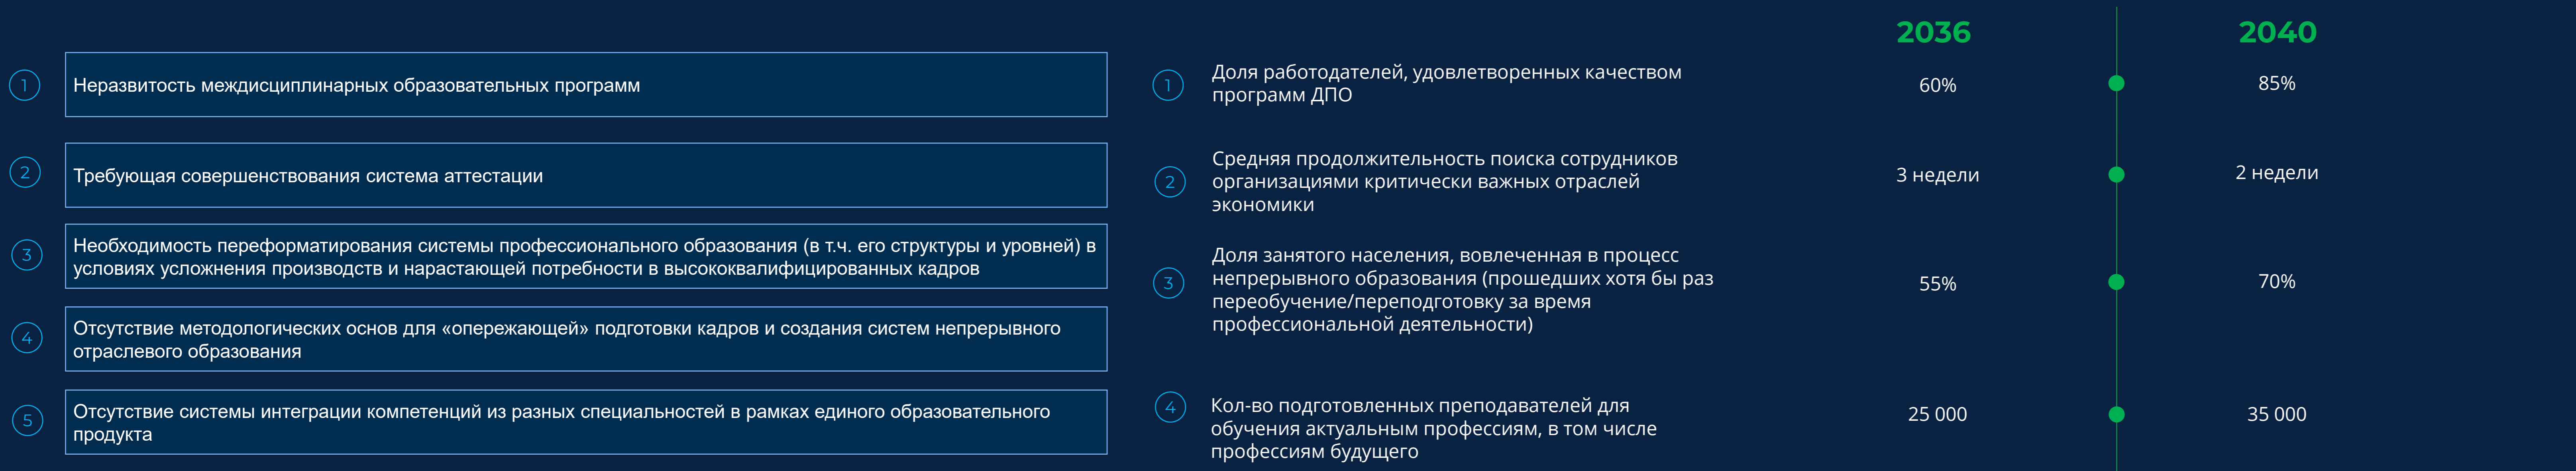 1
Неразвитость междисциплинарных образовательных программ
2
Требующая совершенствования система аттестации
3
Необходимость переформатирования системы профессионального образования (в т.ч. его структуры и уровней) в
условиях усложнения производств и нарастающей потребности в высококвалифицированных кадров
4
Отсутствие методологических основ для «опережающей» подготовки кадров и создания систем непрерывного
отраслевого образования
5
Отсутствие системы интеграции компетенций из разных специальностей в рамках единого образовательного
продукта
2036
2040
1
Доля работодателей, удовлетворенных качеством
программ ДПО
60%
85%
2
Средняя продолжительность поиска сотрудников
организациями критически важных отраслей
экономики
3 недели
2 недели
3
Доля занятого населения, вовлеченная в процесс
непрерывного образования (прошедших хотя бы раз
переобучение/переподготовку за время
профессиональной деятельности)
55%
70%
4
Кол-во подготовленных преподавателей для
обучения актуальным профессиям, в том числе
профессиям будущего
25 000
35 000